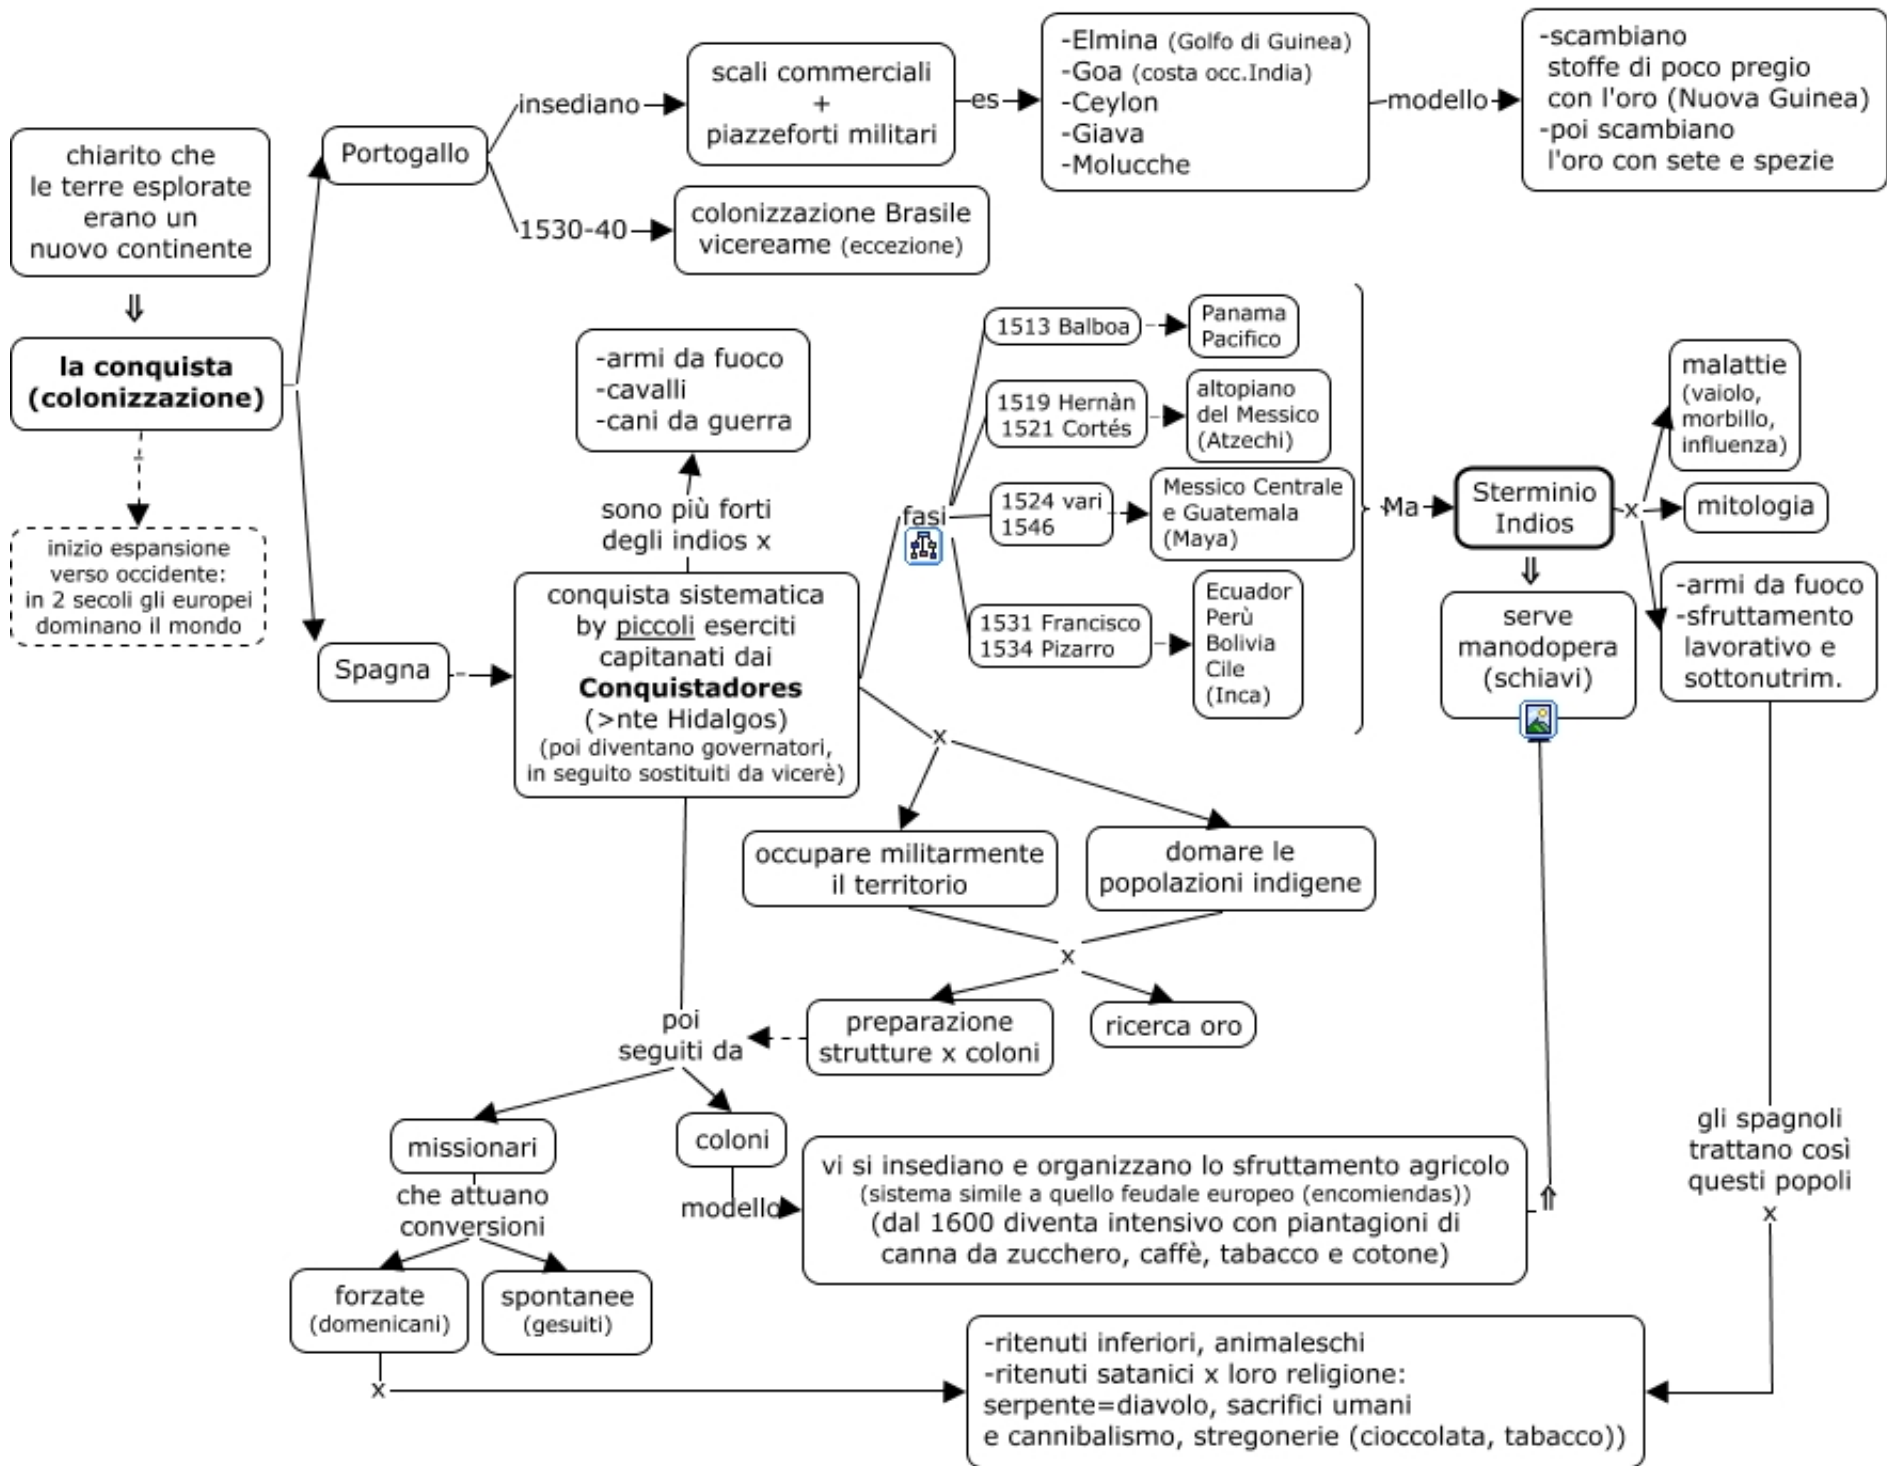 chiarito che
le terre esplorate
erano un
nuovo continente
⇓
la conquista
(colonizzazione)
inizio espansione
verso occidente:
in 2 secoli gli europei
dominano il mondo
Portogallo
insediano
scali commerciali
+
piazzeforti militari
es
-Elmina (Golfo di Guinea)
-Goa (costa occ.India)
-Ceylon
-Giava
-Molucche
modello
-scambiano
stoffe di poco pregio
con l'oro (Nuova Guinea)
-poi scambiano
l'oro con sete e spezie
1530-40
colonizzazione Brasile
vicereame (eccezione)
Spagna
conquista sistematica
by piccoli eserciti
capitanati dai
Conquistadores
(>nte Hidalgos)
(poi diventano governatori,
in seguito sostituiti da vicerè)
sono più forti
degli indios x
-armi da fuoco
-cavalli
-cani da guerra
fasi
1513 Balboa
Panama
Pacifico
1519 Hernàn
1521 Cortés
altopiano
del Messico
(Atzechi)
1524 vari
1546
Messico Centrale
e Guatemala
(Maya)
1531 Francisco
1534 Pizarro
Ecuador
Perù
Bolivia
Cile
(Inca)
Ma
Sterminio
Indios
x
malattie
(vaiolo,
morbillo,
influenza)
mitologia
-armi da fuoco
-sfruttamento
lavorativo e
sottonutrim.
⇓
serve
manodopera
(schiavi)
x
occupare militarmente
il territorio
domare le
popolazioni indigene
x
preparazione
strutture x coloni
ricerca oro
poi
seguiti da
missionari
che attuano
conversioni
forzate
(domenicani)
spontanee
(gesuiti)
coloni
modello
vi si insediano e organizzano lo sfruttamento agricolo
(sistema simile a quello feudale europeo (encomiendas))
(dal 1600 diventa intensivo con piantagioni di
canna da zucchero, caffè, tabacco e cotone)
⇑
gli spagnoli
trattano così
questi popoli
x
x
-ritenuti inferiori, animaleschi
-ritenuti satanici x loro religione:
serpente=diavolo, sacrifici umani
e cannibalismo, stregonerie (cioccolata, tabacco))